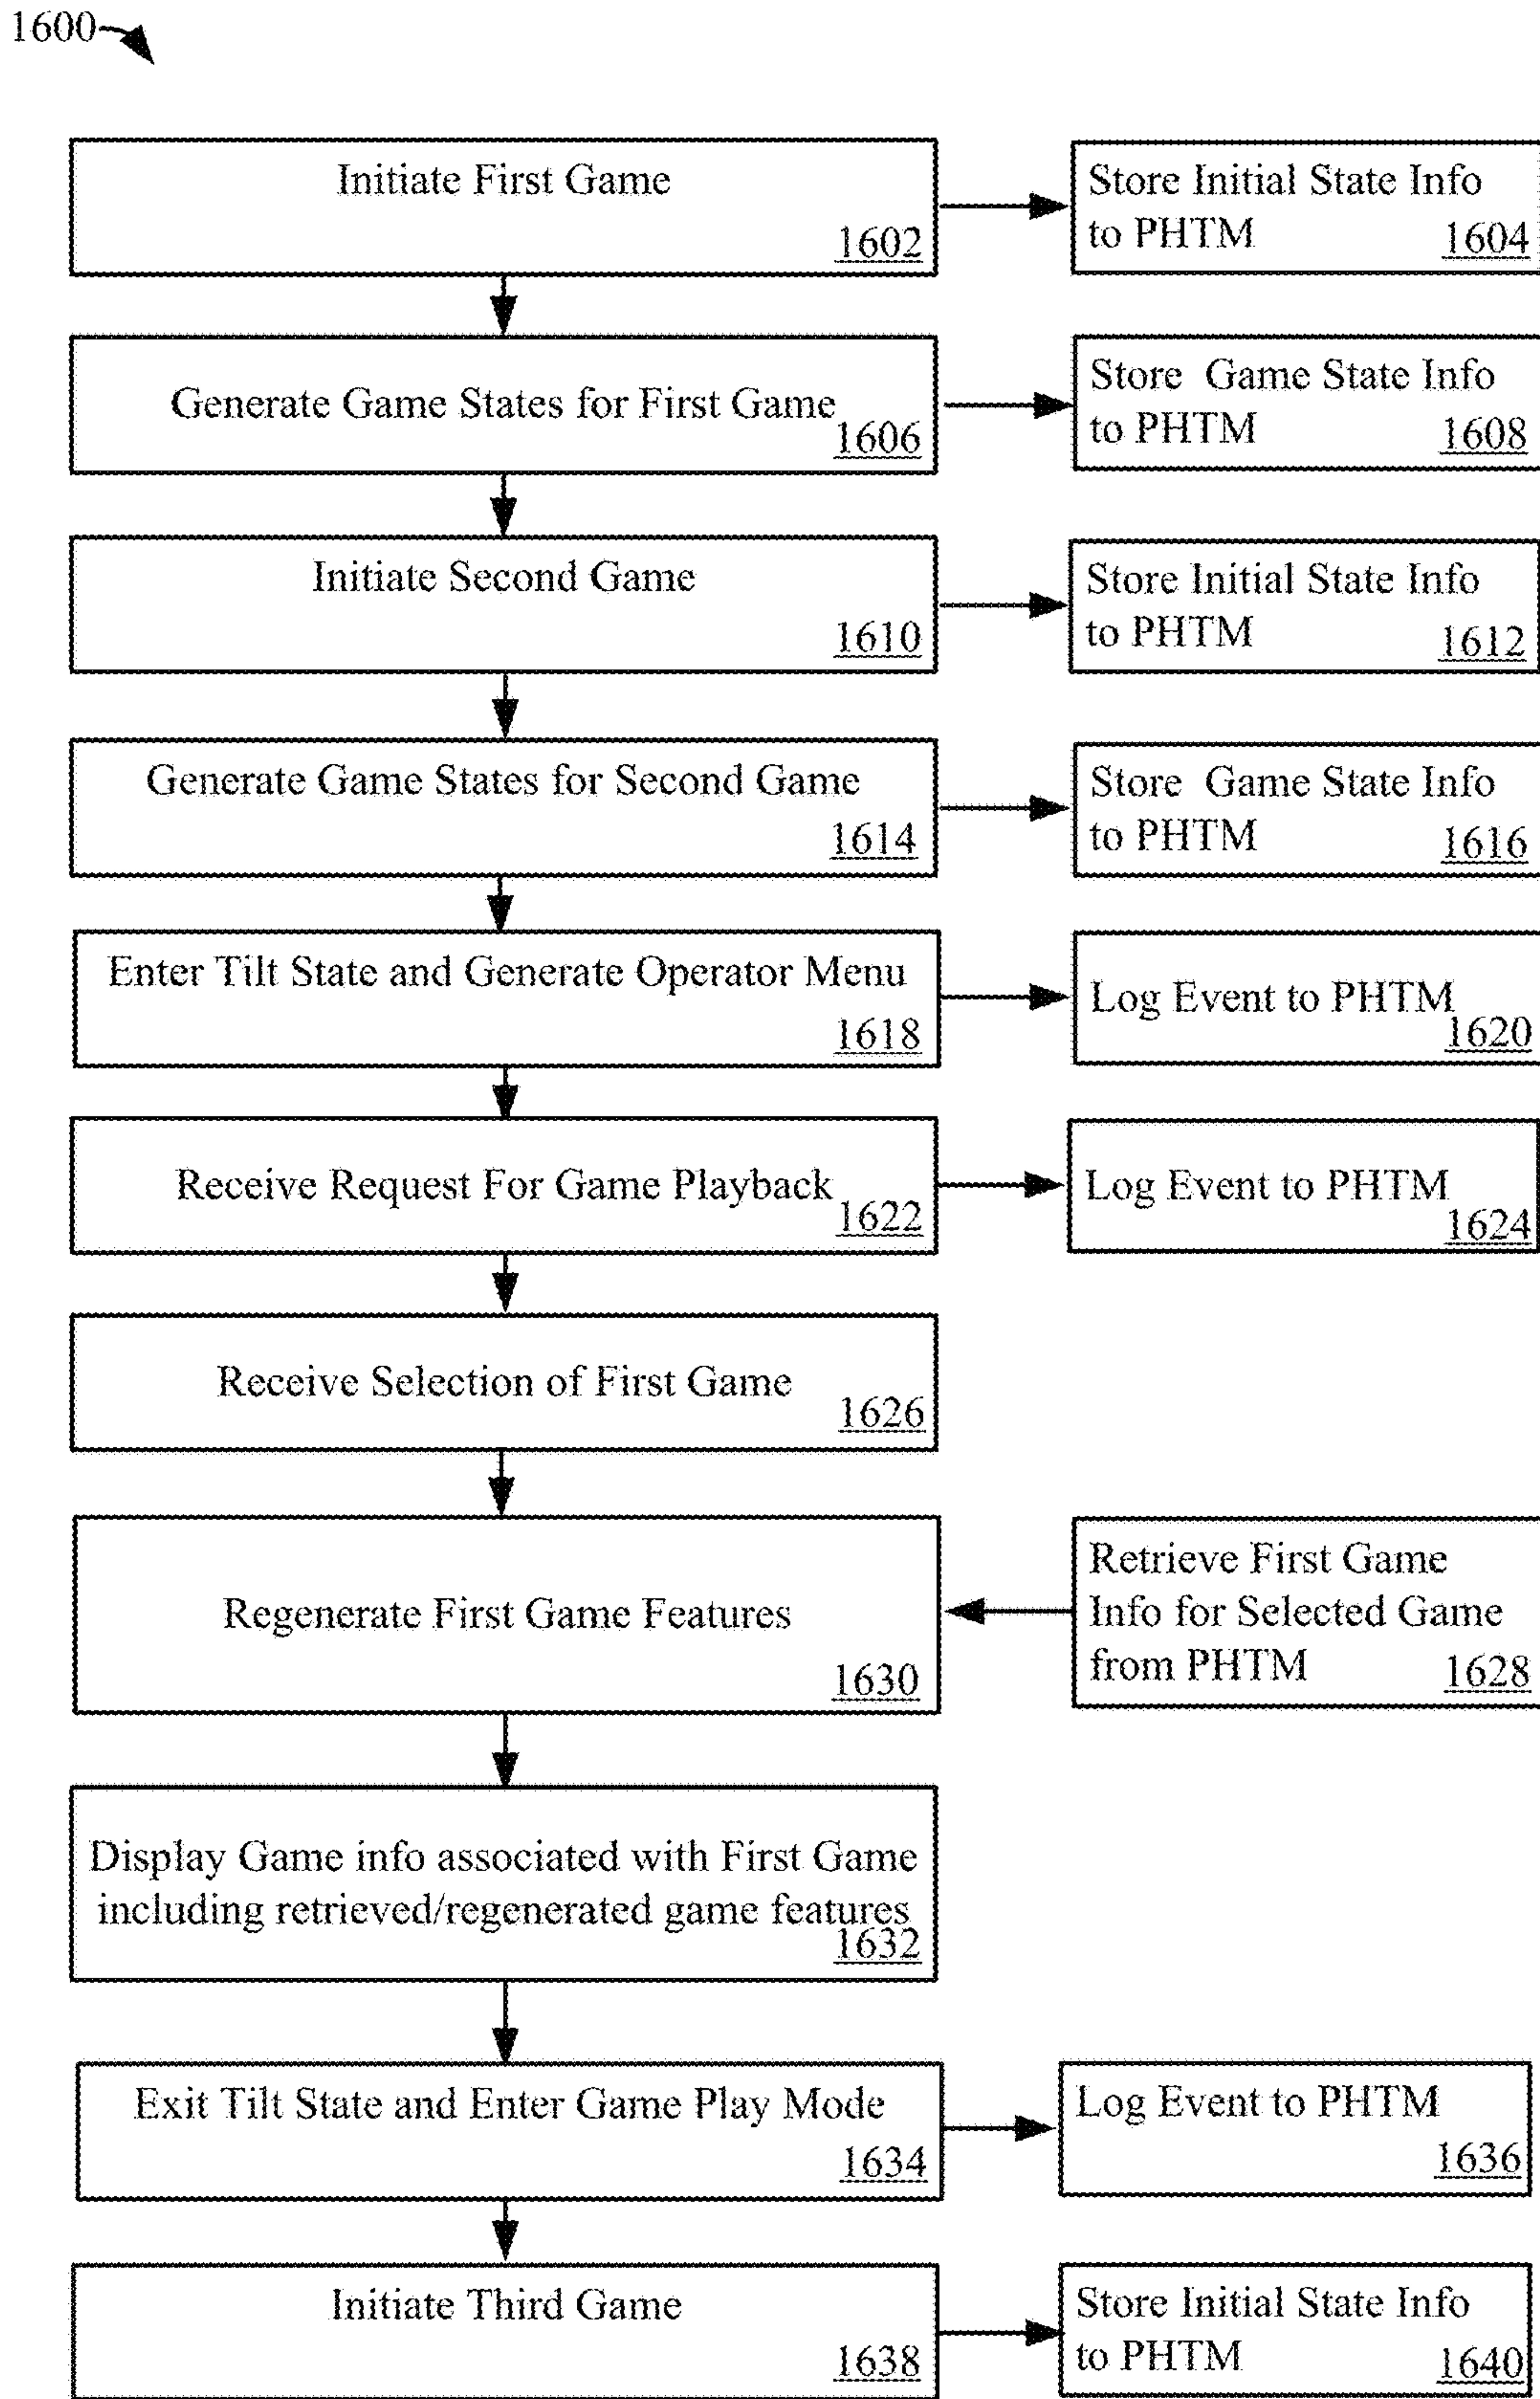 1600
Initiate First Game
1602
Store Initial State Info
to PHTM
1604
Generate Game States for First Game
1606
Store Game State Info
to PHTM
1608
Initiate Second Game
1610
Store Initial State Info
to PHTM
1612
Generate Game States for Second Game
1614
Store Game State Info
to PHTM
1616
Enter Tilt State and Generate Operator Menu
1618
Log Event to PHTM
1620
Receive Request For Game Playback
1622
Log Event to PHTM
1624
Receive Selection of First Game
1626
Regenerate First Game Features
1630
Retrieve First Game
Info for Selected Game
from PHTM
1628
Display Game info associated with First Game
including retrieved/regenerated game features
1632
Exit Tilt State and Enter Game Play Mode
1634
Log Event to PHTM
1636
Initiate Third Game
1638
Store Initial State Info
to PHTM
1640